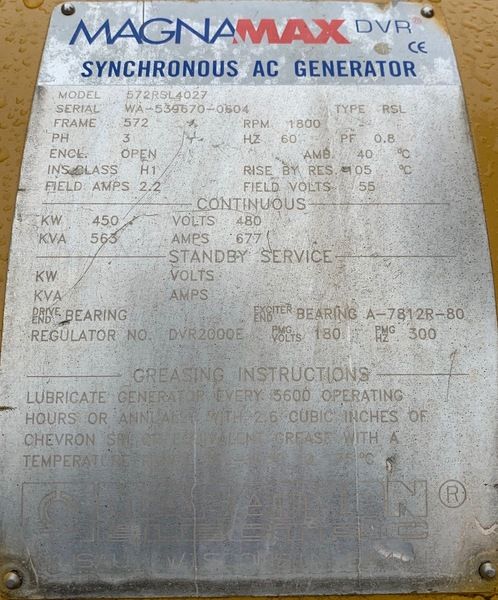 MAGNAMAX DVR®
CE
SYNCHRONOUS AC GENERATOR
MODEL 572RSL4027
SERIAL WA-539670-0604 TYPE RSL
FRAME 572 RPM 1800
PH 3 HZ 60 PF 0.8
ENCL. OPEN AMB. 40 °C
INS.CLASS H1 RISE BY RES. 105 °C
FIELD AMPS 2.2 FIELD VOLTS 55
CONTINUOUS
KW 450 VOLTS 480
KVA 563 AMPS 677
STANDBY SERVICE
KW VOLTS
KVA AMPS
DRIVE END BEARING EXCITER END BEARING A-7812R-80
REGULATOR NO. DVR2000E PMG VOLTS 180 PMG HZ 300
GREASING INSTRUCTIONS
LUBRICATE GENERATOR EVERY 5600 OPERATING
HOURS OR ANNUALLY WITH 2.6 CUBIC INCHES OF
CHEVRON SRI OR EQUIVALENT GREASE WITH A
TEMPERATURE °C
®